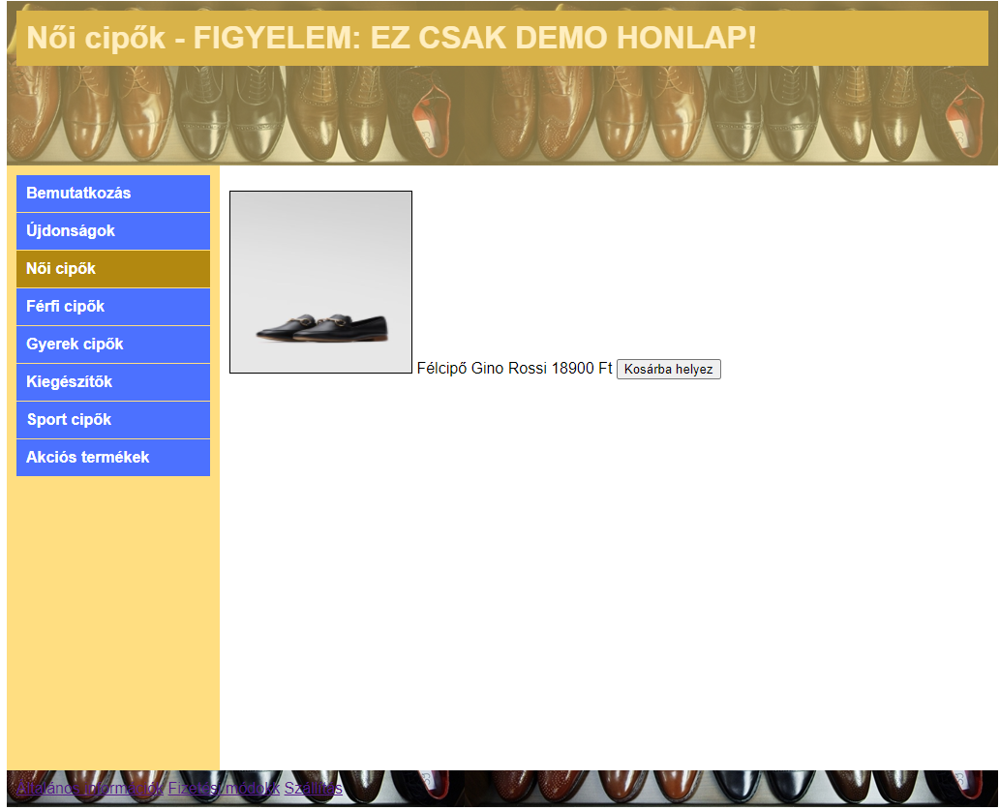 Női cipők - FIGYELEM: EZ CSAK DEMO HONLAP!
Bemutatkozás
Újdonságok
Női cipők
Férfi cipők
Gyerek cipők
Kiegészítők
Sport cipők
Akciós termékek
Félcipő Gino Rossi 18900 Ft Kosárba helyez
Általános információk Fizetési módokk Szállítás